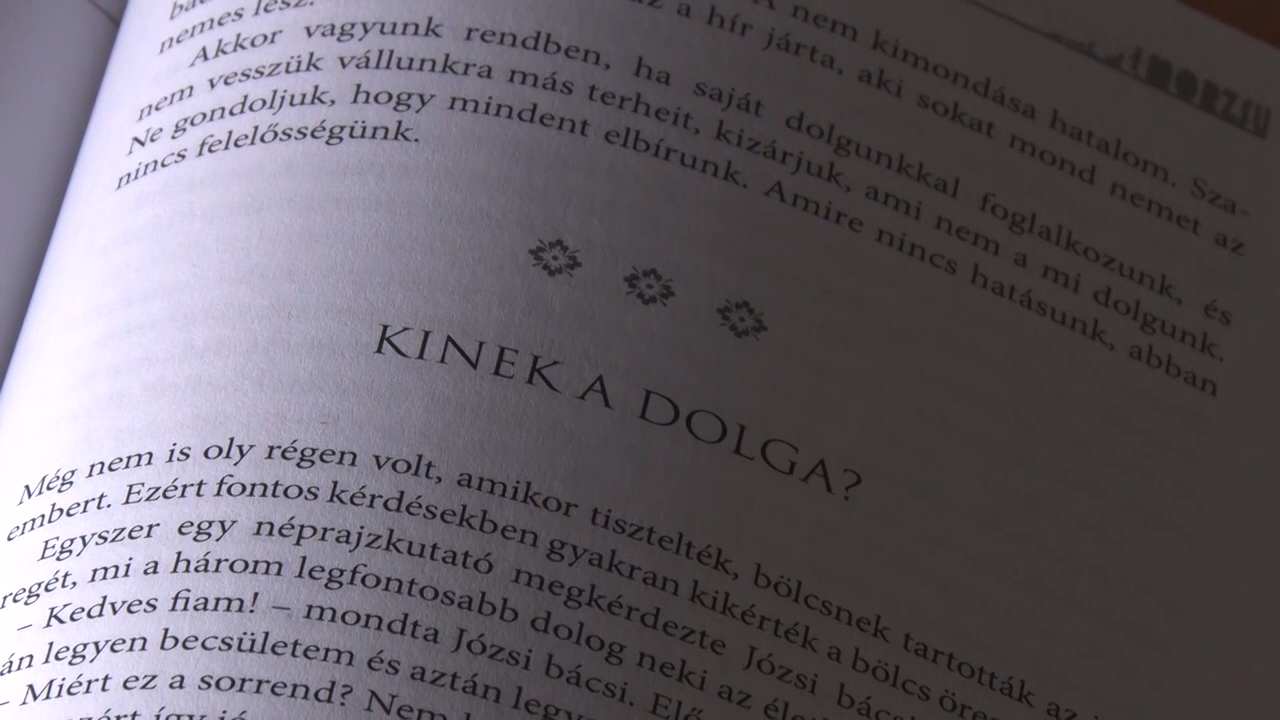 MORZSU
A nem kimondása hatalom. Sza-
az a hír járta, aki sokat mond nemet az
nemes lesz.
Akkor vagyunk rendben, ha saját dolgunkkal foglalkozunk, és
nem vesszük vállunkra más terheit, kizárjuk, ami nem a mi dolgunk.
Ne gondoljuk, hogy mindent elbírunk. Amire nincs hatásunk, abban
nincs felelősségünk.
KINEK A DOLGA?
Még nem is oly régen volt, amikor tisztelték, bölcsnek tartották az
embert. Ezért fontos kérdésekben gyakran kikérték a bölcs
Egyszer egy néprajzkutató megkérdezte Józsi
regét, mi a három legfontosabb dolog neki az
– Kedves fiam! – mondta Józsi bácsi.
án legyen becsületem és aztán
– Miért ez a sorrend? Nem
így jó